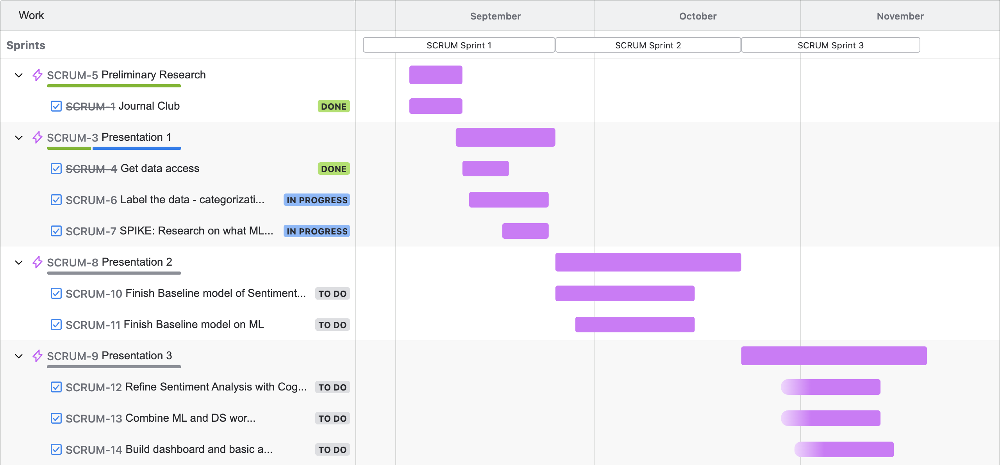 Work
September
October
November
Sprints
SCRUM Sprint 1
SCRUM Sprint 2
SCRUM Sprint 3
SCRUM-5 Preliminary Research
SCRUM-1 Journal Club DONE
SCRUM-3 Presentation 1
SCRUM-4 Get data access DONE
SCRUM-6 Label the data - categorizati... IN PROGRESS
SCRUM-7 SPIKE: Research on what ML... IN PROGRESS
SCRUM-8 Presentation 2
SCRUM-10 Finish Baseline model of Sentiment... TO DO
SCRUM-11 Finish Baseline model on ML TO DO
SCRUM-9 Presentation 3
SCRUM-12 Refine Sentiment Analysis with Cog... TO DO
SCRUM-13 Combine ML and DS wor... TO DO
SCRUM-14 Build dashboard and basic a... TO DO